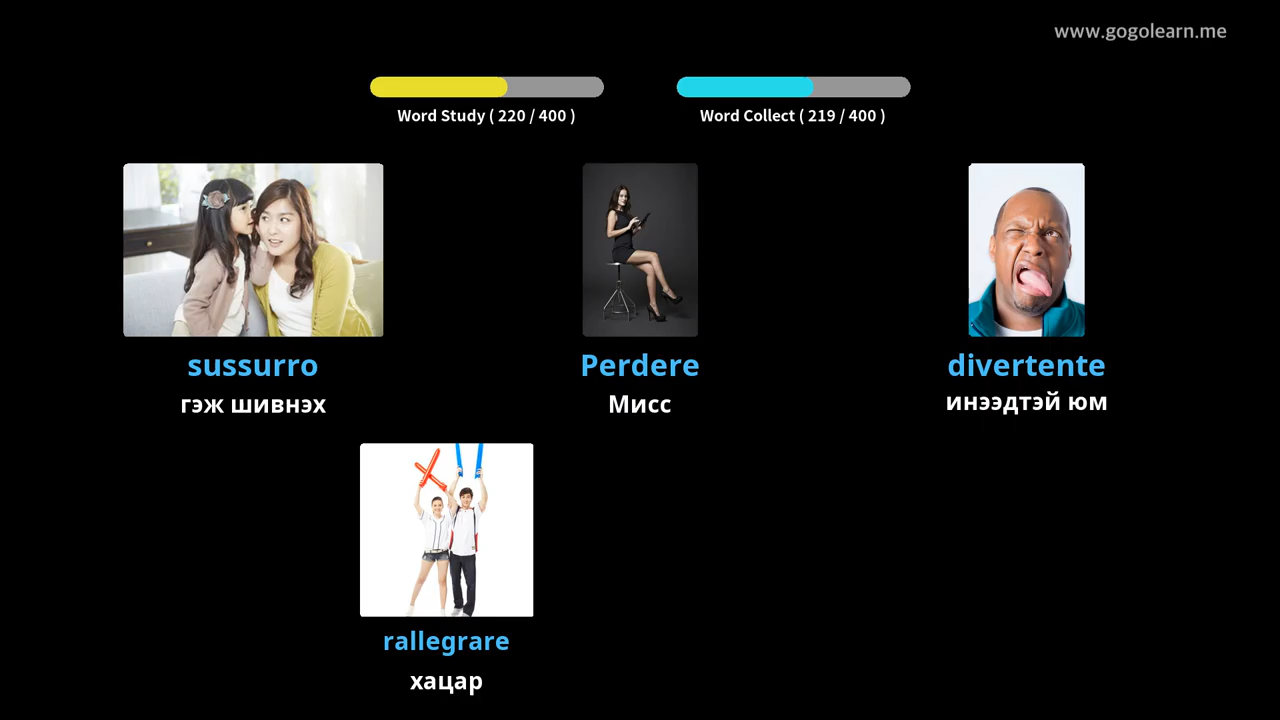 www.gogolearn.me
Word Study ( 220 / 400 )
Word Collect ( 219 / 400 )
sussurro
гэж шивнэх
Perdere
Мисс
divertente
инээдтэй юм
rallegrare
хацар